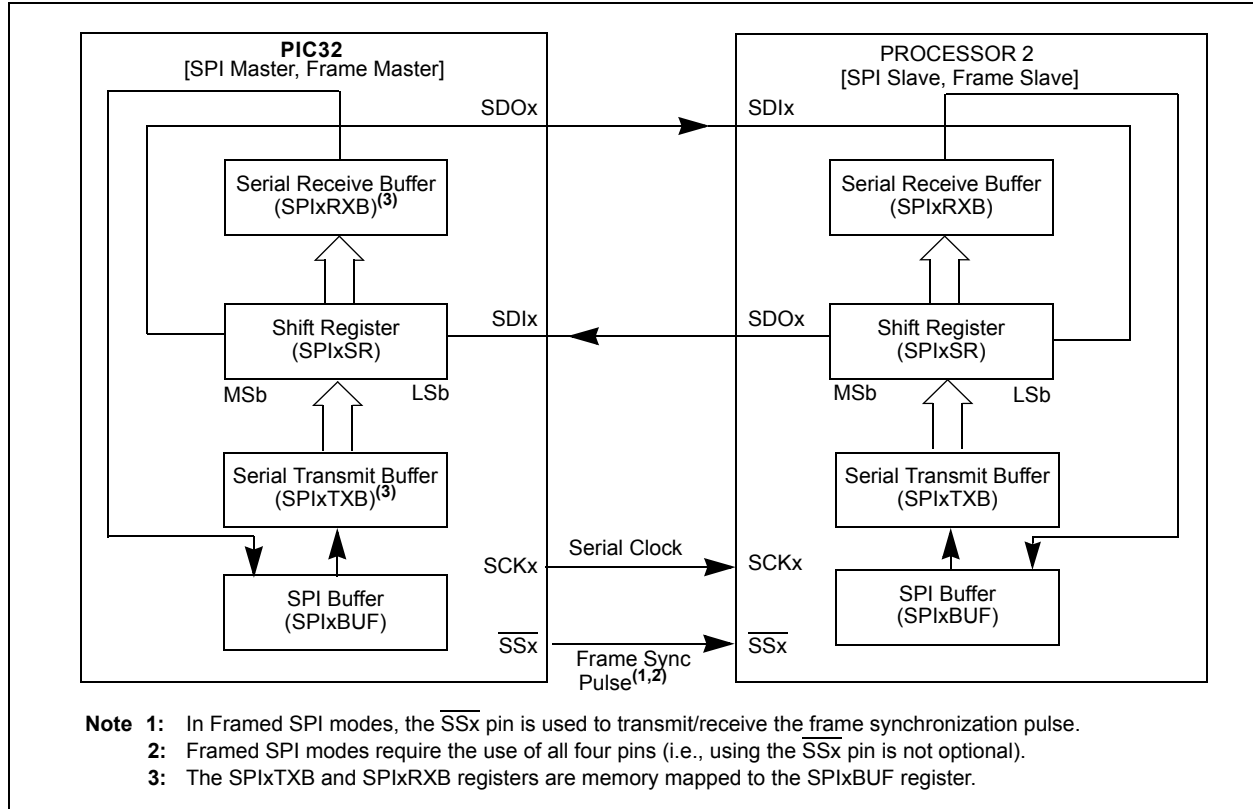 PIC32
[SPI Master, Frame Master]
SDOx
Serial Receive Buffer
(SPIxRXB)(3)
Shift Register
(SPIxSR)
SDIx
MSb
LSb
Serial Transmit Buffer
(SPIxTXB)(3)
SPI Buffer
(SPIxBUF)
SCKx
SSx
Serial Clock
Frame Sync
Pulse(1,2)
PROCESSOR 2
[SPI Slave, Frame Slave]
SDIx
Serial Receive Buffer
(SPIxRXB)
SDOx
Shift Register
(SPIxSR)
MSb
LSb
Serial Transmit Buffer
(SPIxTXB)
SCKx
SPI Buffer
(SPIxBUF)
SSx
Note 1: In Framed SPI modes, the SSx pin is used to transmit/receive the frame synchronization pulse.
2: Framed SPI modes require the use of all four pins (i.e., using the SSx pin is not optional).
3: The SPIxTXB and SPIxRXB registers are memory mapped to the SPIxBUF register.